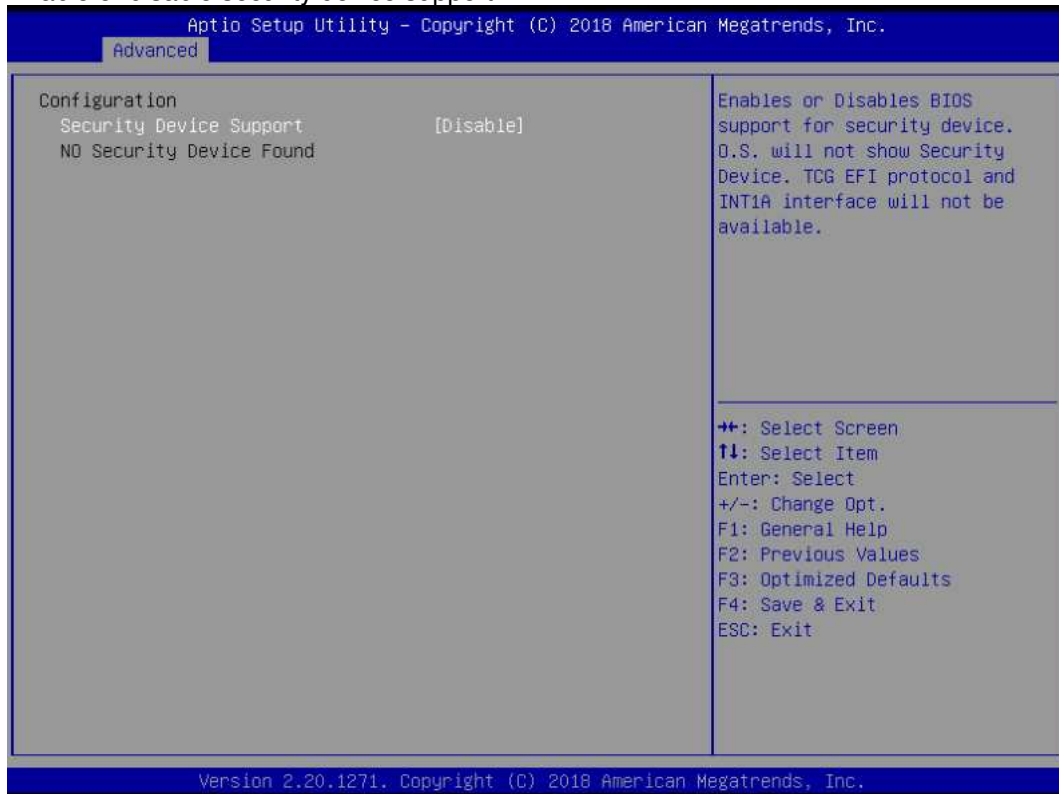 Aptio Setup Utility – Copyright (C) 2018 American Megatrends, Inc.
Advanced
Configuration
Security Device Support [Disable]
NO Security Device Found
Enables or Disables BIOS
support for security device.
O.S. will not show Security
Device. TCG EFI protocol and
INT1A interface will not be
available.
→←: Select Screen
↑↓: Select Item
Enter: Select
+/-: Change Opt.
F1: General Help
F2: Previous Values
F3: Optimized Defaults
F4: Save & Exit
ESC: Exit
Version 2.20.1271. Copyright (C) 2018 American Megatrends, Inc.